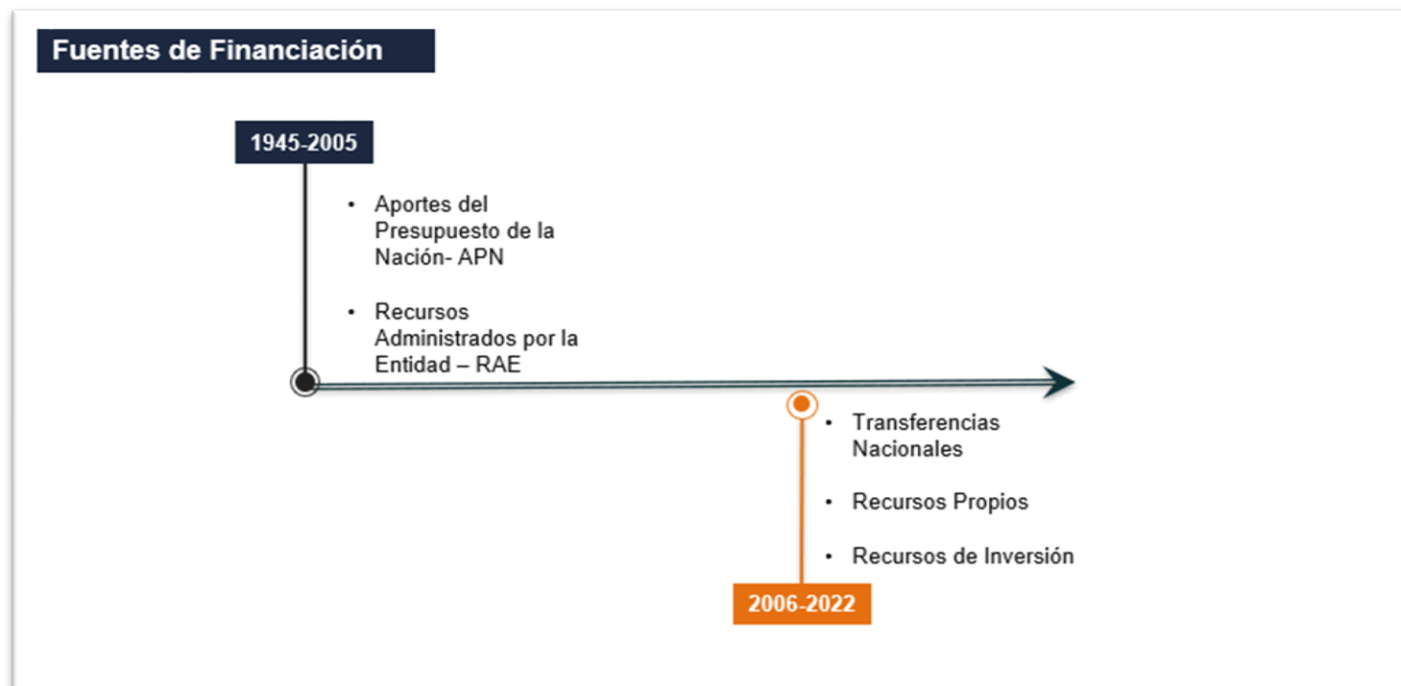 Fuentes de Financiación
1945-2005
• Aportes del
Presupuesto de la
Nación- APN
• Recursos
Administrados por la
Entidad – RAE
• Transferencias
Nacionales
• Recursos Propios
• Recursos de Inversión
2006-2022